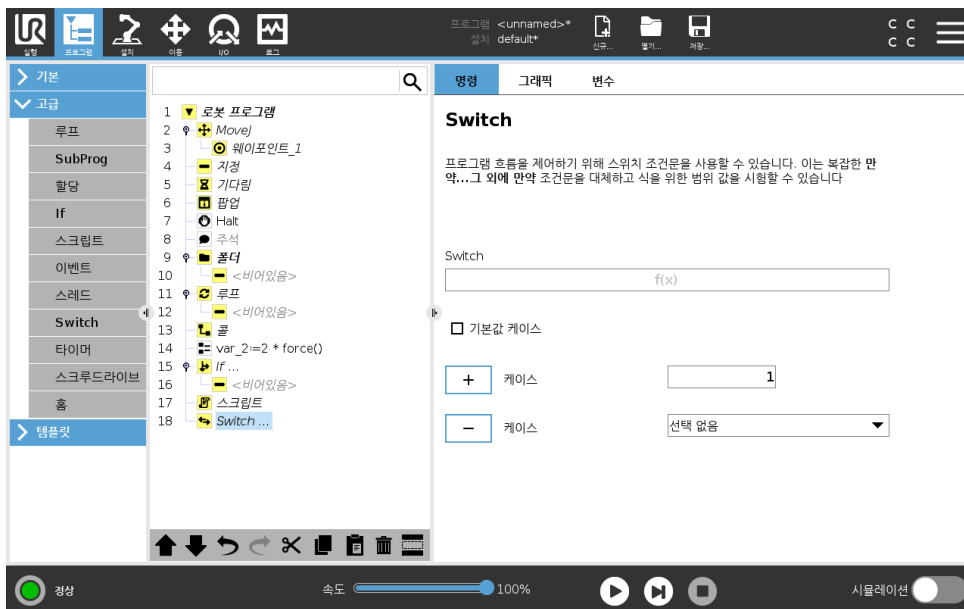 실행
프로그램
설치
이동
I/O
로그
프로그램 <unnamed>*
설치 default*
신규...
열기...
저장...
C C
C C
기본
고급
루프
SubProg
할당
If
스크립트
이벤트
스레드
Switch
타이머
스크루드라이브
홈
템플릿
1 로봇 프로그램
2 MoveJ
3 웨이포인트_1
4 지정
5 기다림
6 팝업
7 Halt
8 주석
9 폴더
10 <비어있음>
11 루프
12 <비어있음>
13 콜
14 var_2:=2 * force()
15 If ...
16 <비어있음>
17 스크립트
18 Switch ...
명령 그래픽 변수
Switch
프로그램 흐름을 제어하기 위해 스위치 조건문을 사용할 수 있습니다. 이는 복잡한 만
약...그 외에 만약 조건문을 대체하고 식을 위한 범위 값을 시험할 수 있습니다
Switch
f(x)
기본값 케이스
+ 케이스 1
− 케이스 선택 없음
정상
속도 100%
시뮬레이션